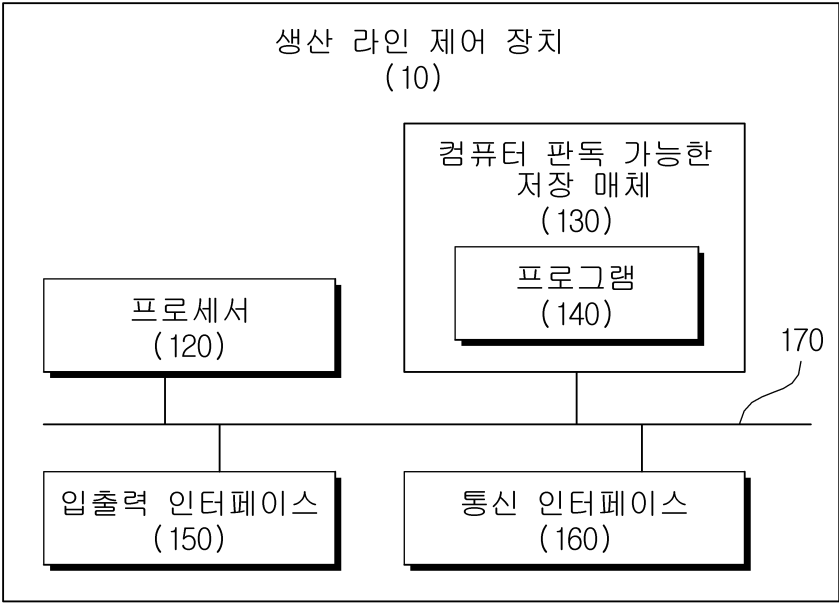 생산 라인 제어 장치
(10)
컴퓨터 판독 가능한
저장 매체
(130)
프로그램
(140)
프로세서
(120)
170
입출력 인터페이스
(150)
통신 인터페이스
(160)